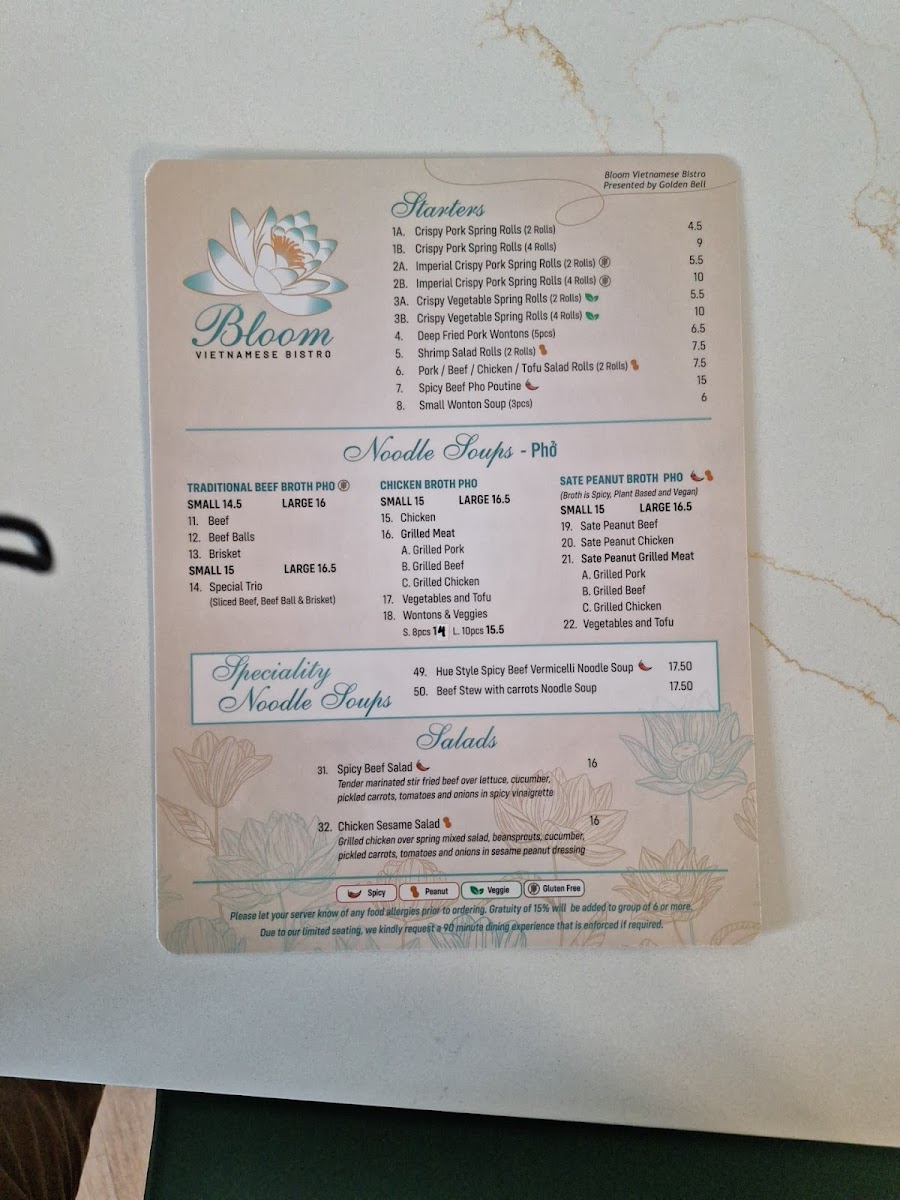 Bloom Vietnamese Bistro
Presented by Golden Bell
Bloom
VIETNAMESE BISTRO
Starters
1A. Crispy Pork Spring Rolls (2 Rolls) 4.5
1B. Crispy Pork Spring Rolls (4 Rolls) 9
2A. Imperial Crispy Pork Spring Rolls (2 Rolls) 5.5
2B. Imperial Crispy Pork Spring Rolls (4 Rolls) 10
3A. Crispy Vegetable Spring Rolls (2 Rolls) 5.5
3B. Crispy Vegetable Spring Rolls (4 Rolls) 10
4. Deep Fried Pork Wontons (5pcs) 6.5
5. Shrimp Salad Rolls (2 Rolls) 7.5
6. Pork / Beef / Chicken / Tofu Salad Rolls (2 Rolls) 7.5
7. Spicy Beef Pho Poutine 15
8. Small Wonton Soup (3pcs) 6
Noodle Soups - Phở
TRADITIONAL BEEF BROTH PHO
SMALL 14.5 LARGE 16
11. Beef
12. Beef Balls
13. Brisket
SMALL 15 LARGE 16.5
14. Special Trio
(Sliced Beef, Beef Ball & Brisket)
CHICKEN BROTH PHO
SMALL 15 LARGE 16.5
15. Chicken
16. Grilled Meat
A. Grilled Pork
B. Grilled Beef
C. Grilled Chicken
17. Vegetables and Tofu
18. Wontons & Veggies
S. 8pcs 14 L. 10pcs 15.5
SATE PEANUT BROTH PHO
(Broth is Spicy, Plant Based and Vegan)
SMALL 15 LARGE 16.5
19. Sate Peanut Beef
20. Sate Peanut Chicken
21. Sate Peanut Grilled Meat
A. Grilled Pork
B. Grilled Beef
C. Grilled Chicken
22. Vegetables and Tofu
Speciality
Noodle Soups
49. Hue Style Spicy Beef Vermicelli Noodle Soup 17.50
50. Beef Stew with carrots Noodle Soup 17.50
Salads
31. Spicy Beef Salad 16
Tender marinated stir fried beef over lettuce, cucumber,
pickled carrots, tomatoes and onions in spicy vinaigrette
32. Chicken Sesame Salad 16
Grilled chicken over spring mixed salad, beansprouts, cucumber,
pickled carrots, tomatoes and onions in sesame peanut dressing
Spicy Peanut Veggie Gluten Free
Please let your server know of any food allergies prior to ordering. Gratuity of 15% will be added to group of 6 or more.
Due to our limited seating, we kindly request a 90 minute dining experience that is enforced if required.